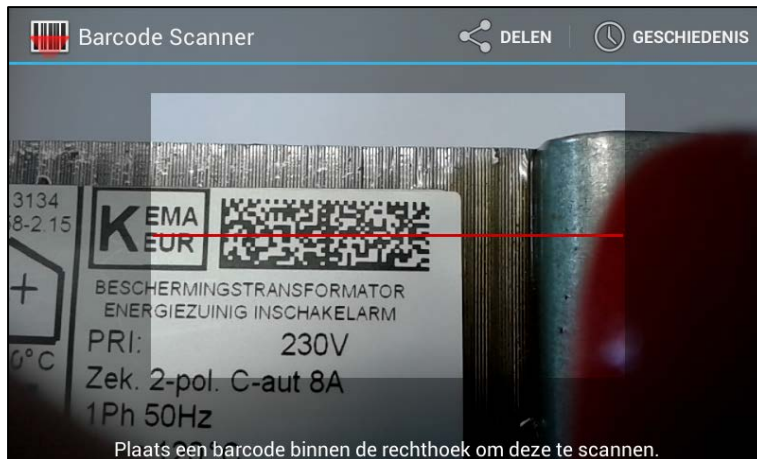 Barcode Scanner
DELEN
GESCHIEDENIS
3134
8-2.15
KEMA
KEUR
BESCHERMINGSTRANSFORMATOR
ENERGIEZUINIG INSCHAKELARM
PRI: 230V
0°C
Zek. 2-pol. C-aut 8A
1Ph 50Hz
Plaats een barcode binnen de rechthoek om deze te scannen.